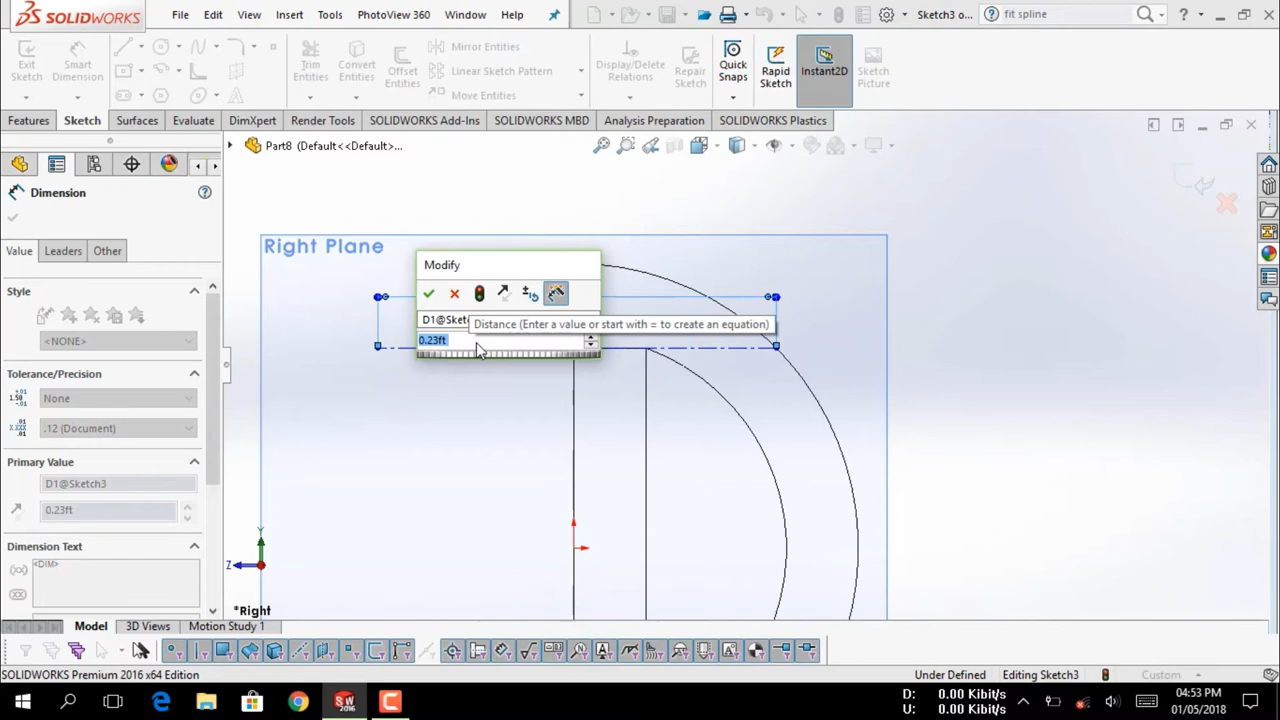 SOLIDWORKS
File
Edit
View
Insert
Tools
PhotoView 360
Window
Help
Sketch3 o...
fit spline
Exit Sketch
Smart Dimension
Trim Entities
Convert Entities
Offset Entities
Mirror Entities
Linear Sketch Pattern
Move Entities
Display/Delete Relations
Repair Sketch
Quick Snaps
Rapid Sketch
Instant2D
Sketch Picture
Features
Sketch
Surfaces
Evaluate
DimXpert
Render Tools
SOLIDWORKS Add-Ins
SOLIDWORKS MBD
Analysis Preparation
SOLIDWORKS Plastics
Part8 (Default<<Default>...
Dimension
Value
Leaders
Other
Style
<NONE>
Tolerance/Precision
None
.12 (Document)
Primary Value
D1@Sketch3
0.23ft
Dimension Text
<DIM>
Right Plane
Modify
D1@Sketc
Distance (Enter a value or start with = to create an equation)
0.23ft
Y
Z
*Right
Model
3D Views
Motion Study 1
SOLIDWORKS Premium 2016 x64 Edition
Under Defined
Editing Sketch3
Custom
D: 0.00 Kibit/s
U: 0.00 Kibit/s
04:53 PM
01/05/2018